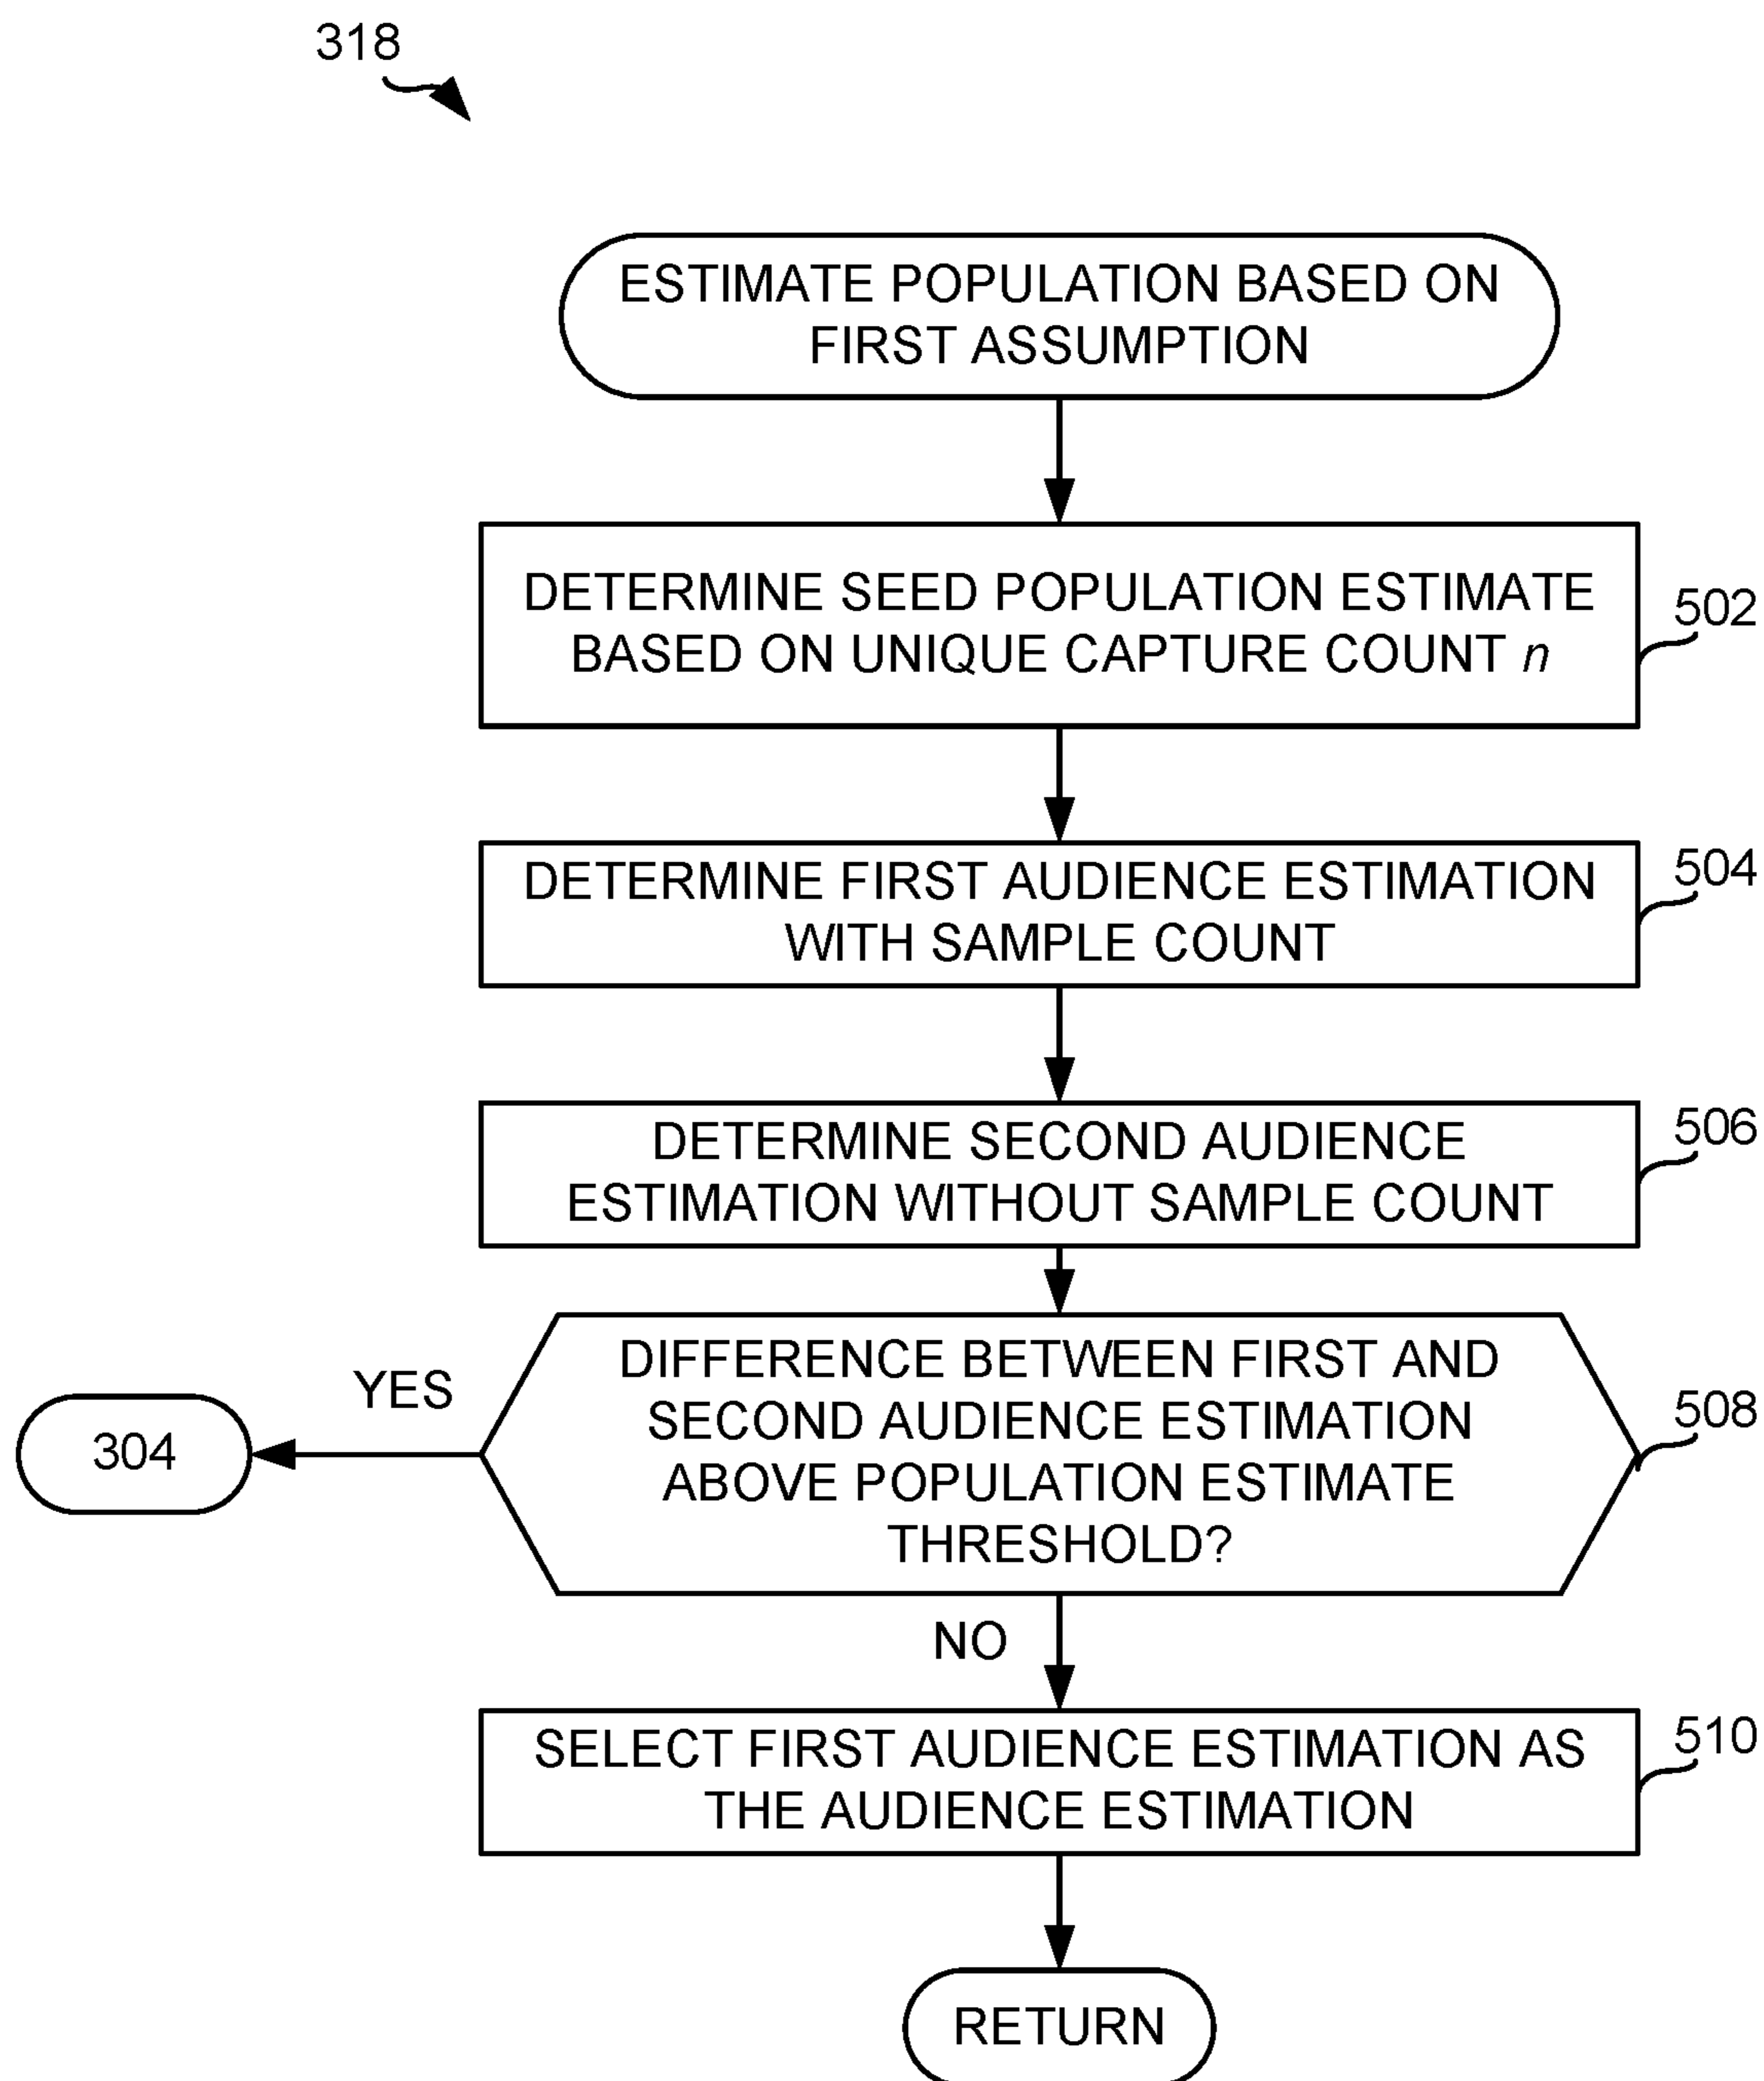 318
ESTIMATE POPULATION BASED ON
FIRST ASSUMPTION
DETERMINE SEED POPULATION ESTIMATE
BASED ON UNIQUE CAPTURE COUNT n
502
DETERMINE FIRST AUDIENCE ESTIMATION
WITH SAMPLE COUNT
504
DETERMINE SECOND AUDIENCE
ESTIMATION WITHOUT SAMPLE COUNT
506
DIFFERENCE BETWEEN FIRST AND
SECOND AUDIENCE ESTIMATION
ABOVE POPULATION ESTIMATE
THRESHOLD?
508
YES
304
NO
SELECT FIRST AUDIENCE ESTIMATION AS
THE AUDIENCE ESTIMATION
510
RETURN